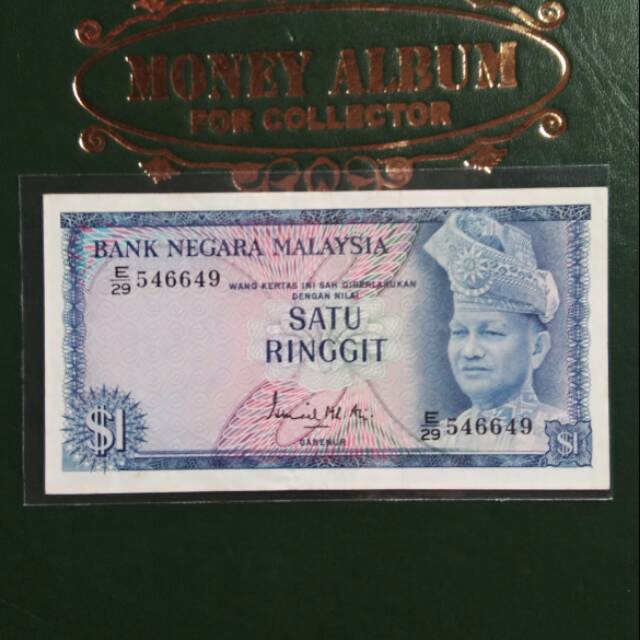 MONEY ALBUM
FOR COLLECTOR
BANK NEGARA MALAYSIA
E/29 546649
WANG KERTAS INI SAH DIPERLAKUKAN
DENGAN NILAI
SATU
RINGGIT
GABENUR
E/29 546649
$1
$1